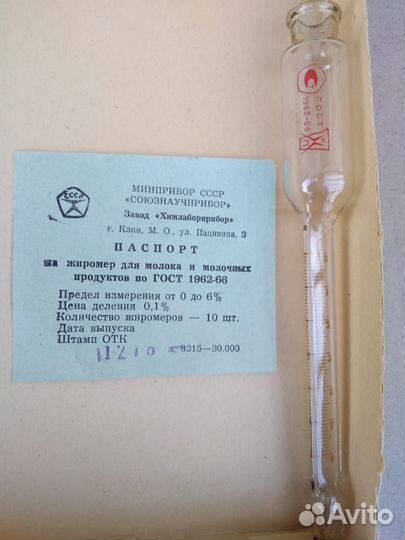 МИНПРИБОР СССР
«СОЮЗНАУЧПРИБОР»
Завод «Химлаборприбор»
г. Клин, М. О., ул. Папивина, 3
ПАСПОРТ
на жиромер для молока и молочных
продуктов по ГОСТ 1962-66
Предел измерения от 0 до 6%
Цена деления 0,1%
Количество жиромеров — 10 шт.
Дата выпуска
Штамп ОТК
з. 8215—30.000
ГОСТ
1962-66
Avito